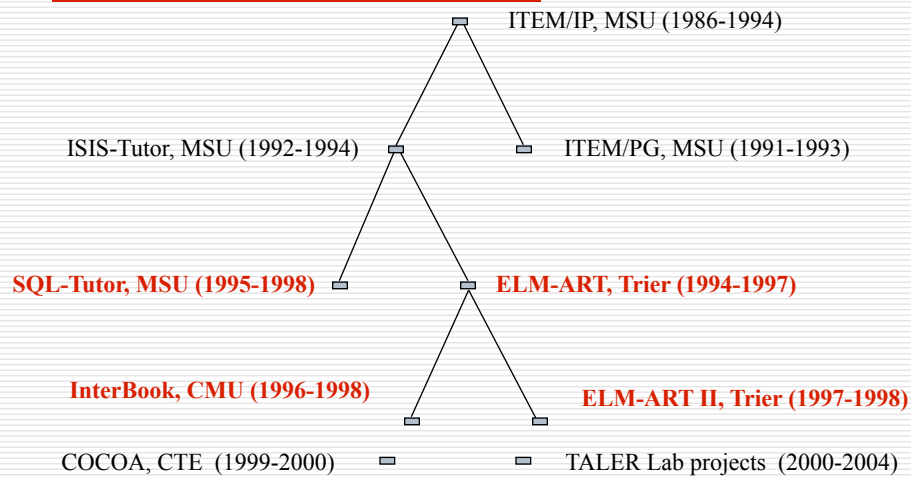 ITEM/IP, MSU (1986-1994)
ISIS-Tutor, MSU (1992-1994)
ITEM/PG, MSU (1991-1993)
SQL-Tutor, MSU (1995-1998)
ELM-ART, Trier (1994-1997)
InterBook, CMU (1996-1998)
ELM-ART II, Trier (1997-1998)
COCOA, CTE (1999-2000)
TALER Lab projects (2000-2004)